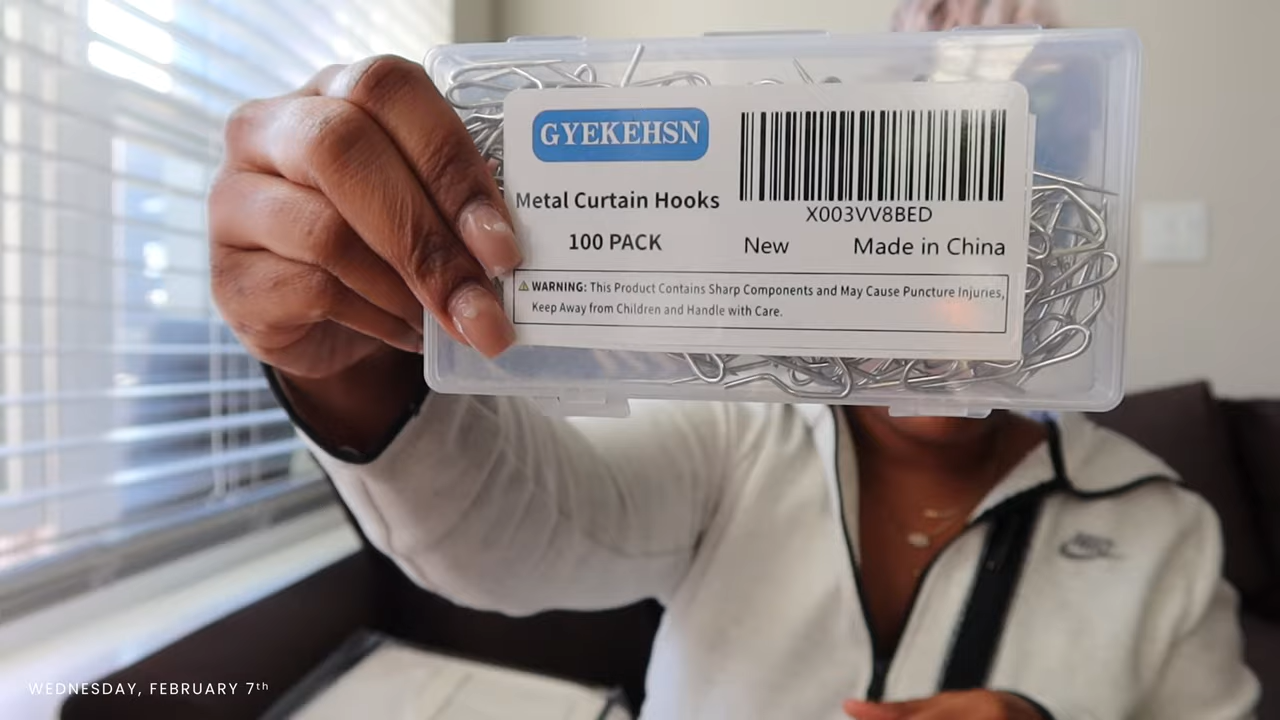 GYEKEHSN
Metal Curtain Hooks
100 PACK
X003VV8BED
New Made in China
⚠ WARNING: This Product Contains Sharp Components and May Cause Puncture Injuries,
Keep Away from Children and Handle with Care.
WEDNESDAY, FEBRUARY 7th